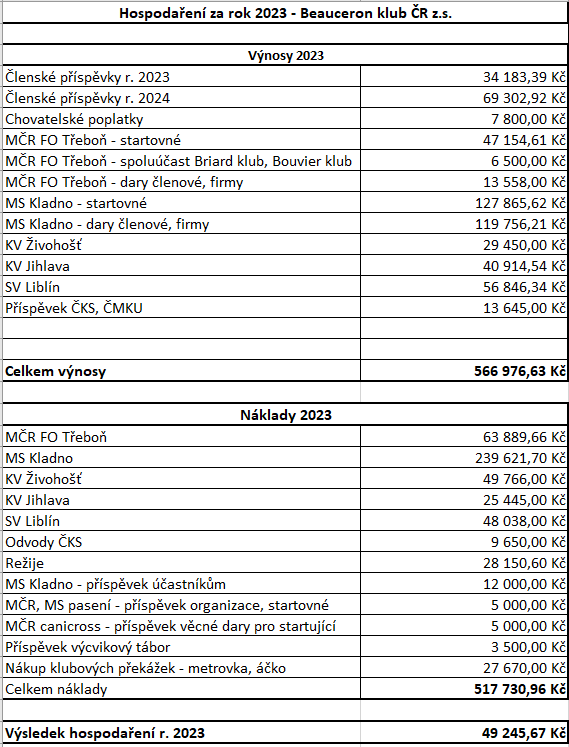 Hospodaření za rok 2023 - Beauceron klub ČR z.s.
Výnosy 2023
Členské příspěvky r. 2023 34 183,39 Kč
Členské příspěvky r. 2024 69 302,92 Kč
Chovatelské poplatky 7 800,00 Kč
MČR FO Třeboň - startovné 47 154,61 Kč
MČR FO Třeboň - spoluúčast Briard klub, Bouvier klub 6 500,00 Kč
MČR FO Třeboň - dary členové, firmy 13 558,00 Kč
MS Kladno - startovné 127 865,62 Kč
MS Kladno - dary členové, firmy 119 756,21 Kč
KV Živohošť 29 450,00 Kč
KV Jihlava 40 914,54 Kč
SV Liblín 56 846,34 Kč
Příspěvek ČKS, ČMKU 13 645,00 Kč
Celkem výnosy 566 976,63 Kč
Náklady 2023
MČR FO Třeboň 63 889,66 Kč
MS Kladno 239 621,70 Kč
KV Živohošť 49 766,00 Kč
KV Jihlava 25 445,00 Kč
SV Liblín 48 038,00 Kč
Odvody ČKS 9 650,00 Kč
Režije 28 150,60 Kč
MS Kladno - příspěvek účastníkům 12 000,00 Kč
MČR, MS pasení - příspěvek organizace, startovné 5 000,00 Kč
MČR canicross - příspěvek věcné dary pro startující 5 000,00 Kč
Příspěvek výcvikový tábor 3 500,00 Kč
Nákup klubových překážek - metrovka, áčko 27 670,00 Kč
Celkem náklady 517 730,96 Kč
Výsledek hospodaření r. 2023 49 245,67 Kč